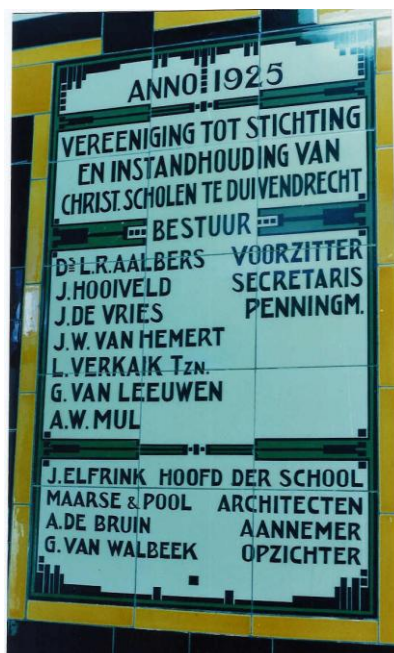 ANNO 1925
VEREENIGING TOT STICHTING
EN INSTANDHOUDING VAN
CHRIST. SCHOLEN TE DUIVENDRECHT
BESTUUR
Ds L.R. AALBERS VOORZITTER
J. HOOIVELD SECRETARIS
J. DE VRIES PENNINGM.
J.W. VAN HEMERT
L. VERKAIK Tzn.
G. VAN LEEUWEN
A.W. MUL
J. ELFRINK HOOFD DER SCHOOL
MAARSE & POOL ARCHITECTEN
A. DE BRUIN AANNEMER
G. VAN WALBEEK OPZICHTER